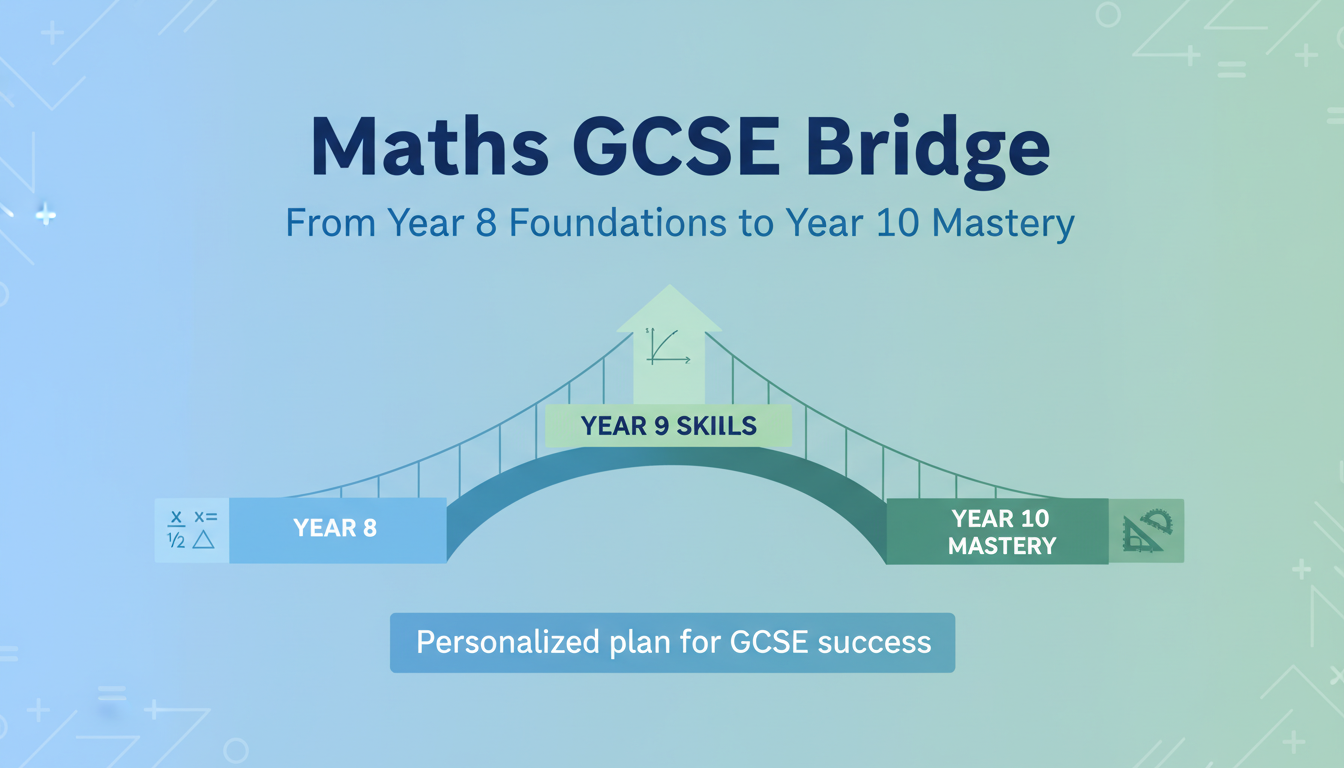 Maths GCSE Bridge
From Year 8 Foundations to Year 10 Mastery
YEAR 9 SKIlLS
x x=
1/2
YEAR 8
YEAR 10
MASTERY
Personalized plan for GCSE success